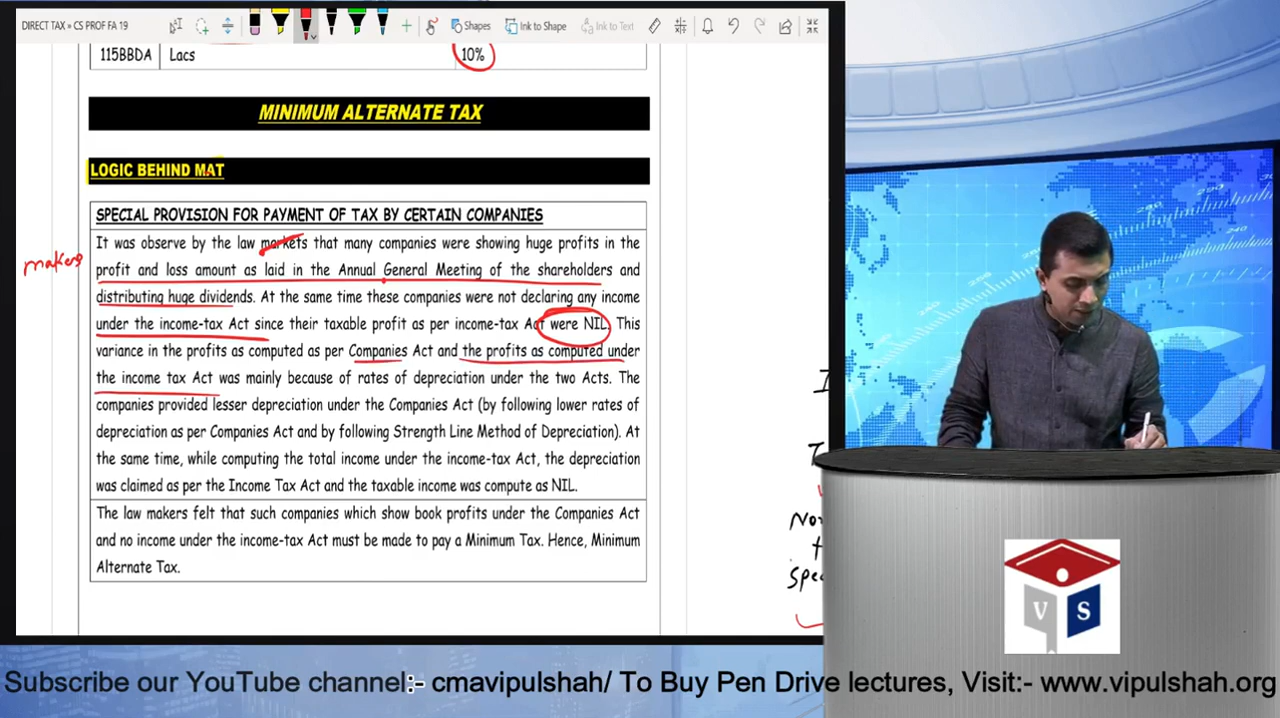 DIRECT TAX » CS PROF FA 19
Shapes
Ink to Shape
Ink to Text
115BBDA
Lacs
10%
MINIMUM ALTERNATE TAX
LOGIC BEHIND MAT
SPECIAL PROVISION FOR PAYMENT OF TAX BY CERTAIN COMPANIES
It was observe by the law markets that many companies were showing huge profits in the
makers
profit and loss amount as laid in the Annual General Meeting of the shareholders and
distributing huge dividends. At the same time these companies were not declaring any income
under the income-tax Act since their taxable profit as per income-tax Act were NIL. This
variance in the profits as computed as per Companies Act and the profits as computed under
the income tax Act was mainly because of rates of depreciation under the two Acts. The
companies provided lesser depreciation under the Companies Act (by following lower rates of
depreciation as per Companies Act and by following Strength Line Method of Depreciation). At
the same time, while computing the total income under the income-tax Act, the depreciation
was claimed as per the Income Tax Act and the taxable income was compute as NIL.
The law makers felt that such companies which show book profits under the Companies Act
and no income under the income-tax Act must be made to pay a Minimum Tax. Hence, Minimum
Alternate Tax.
V S
Subscribe our YouTube channel:- cmavipulshah/ To Buy Pen Drive lectures, Visit:- www.vipulshah.org